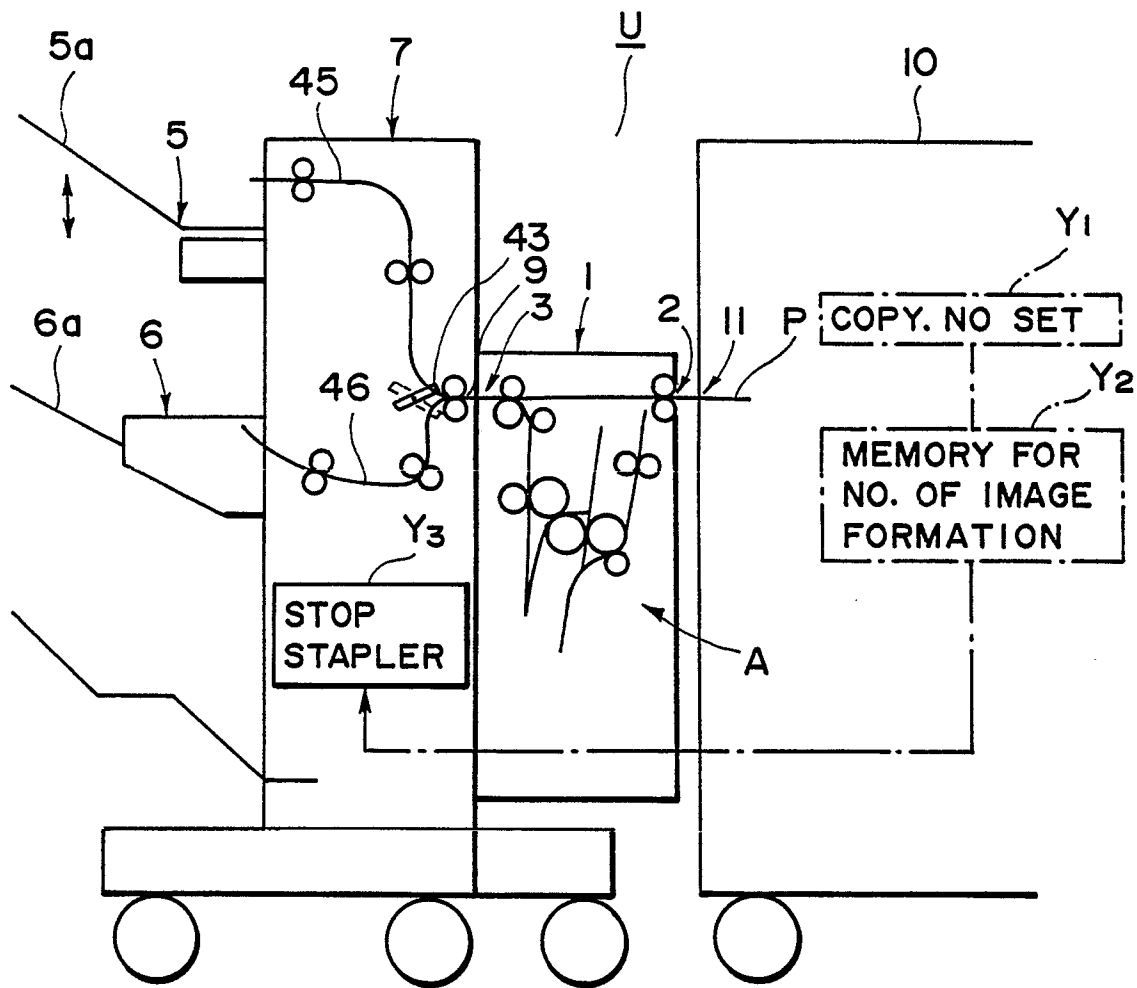 U
5a
7
10
45
5
Y1
43
9
1
3
2
11
P
COPY. NO SET
6a
6
Y2
46
MEMORY FOR
NO. OF IMAGE
FORMATION
Y3
STOP
STAPLER
A